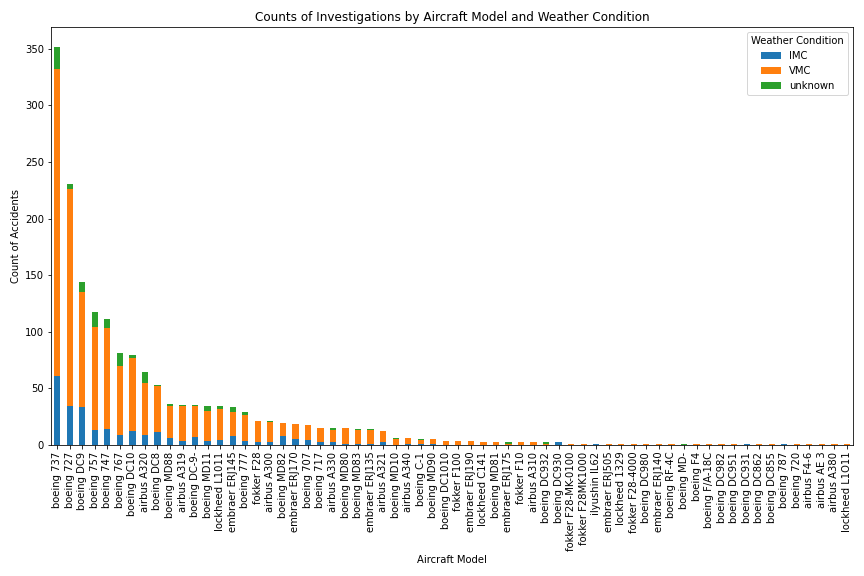 Counts of Investigations by Aircraft Model and Weather Condition
Weather Condition
IMC
VMC
unknown
Count of Accidents
350
300
250
200
150
100
50
0
boeing 737
boeing 727
boeing DC9
boeing 757
boeing 747
boeing 767
boeing DC10
airbus A320
boeing DC8
boeing MD88
airbus A319
boeing DC-9-
boeing MD11
lockheed L1011
embraer ERJ145
boeing 777
fokker F28
airbus A300
boeing MD82
embraer ERJ170
boeing 707
boeing 717
airbus A330
boeing MD80
boeing MD83
embraer ERJ135
airbus A321
boeing MD10
airbus A340
boeing C-1
boeing MD90
boeing DC1010
fokker F100
embraer ERJ190
lockheed C141
boeing MD81
embraer ERJ175
fokker F10
airbus A310
boeing DC932
boeing DC930
fokker F28-MK-0100
fokker F28MK1000
ilyushin IL62
embraer ERJ505
lockheed 1329
fokker F28-4000
boeing DC980
embraer ERJ140
boeing RF-4C
boeing MD-
boeing F4
boeing F/A-18C
boeing DC982
boeing DC951
boeing DC931
boeing DC862
boeing DC855
boeing 787
boeing 720
airbus F4-6
airbus AE 3
airbus A380
lockheed L1O11
Aircraft Model